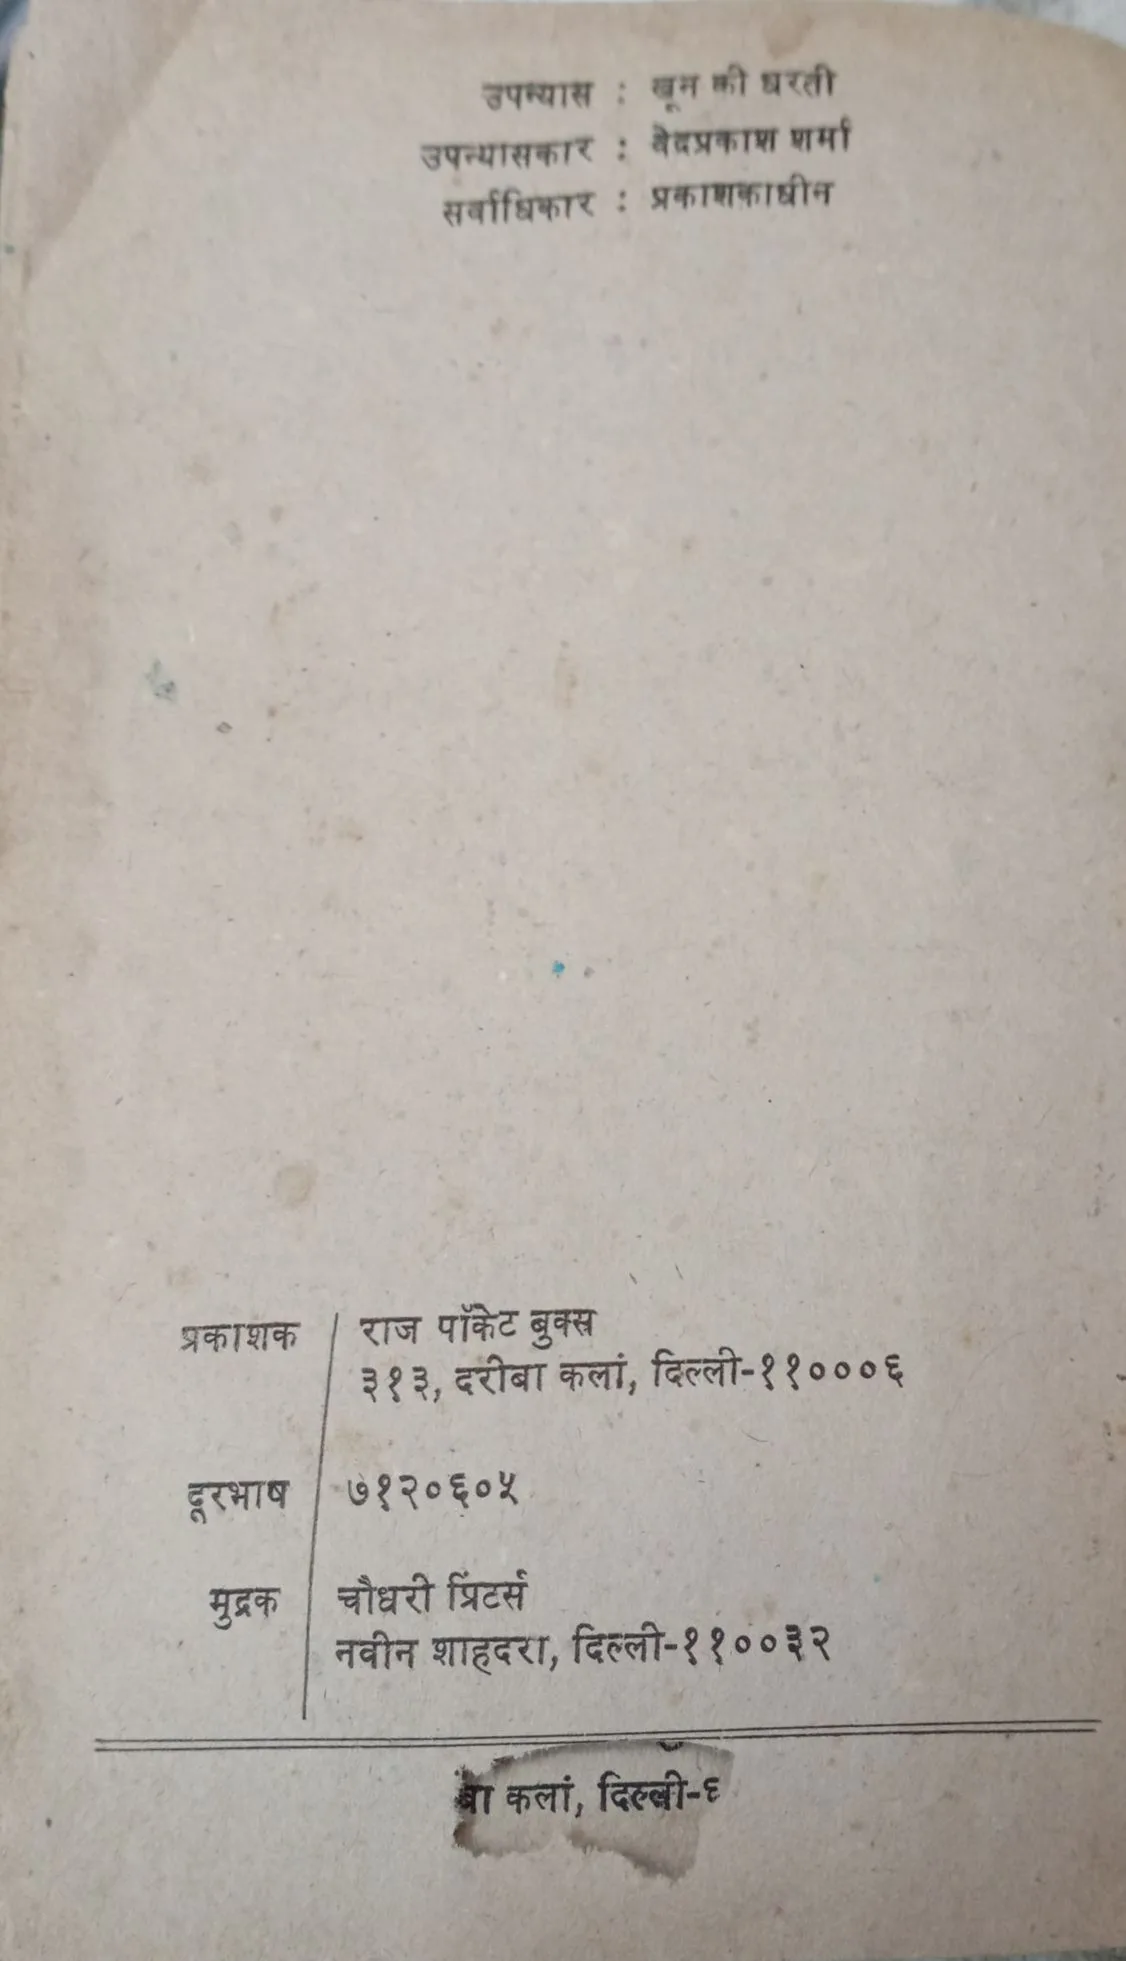 उपन्यास : खून की धरती
उपन्यासकार : वेदप्रकाश शर्मा
सर्वाधिकार : प्रकाशकाधीन
प्रकाशक राज पॉकेट बुक्स
३१३, दरीबा कलां, दिल्ली-११०००६
दूरभाष ७१२०६०५
मुद्रक चौधरी प्रिंटर्स
नवीन शाहदरा, दिल्ली-११००३२
बा कलां, दिल्ली-६